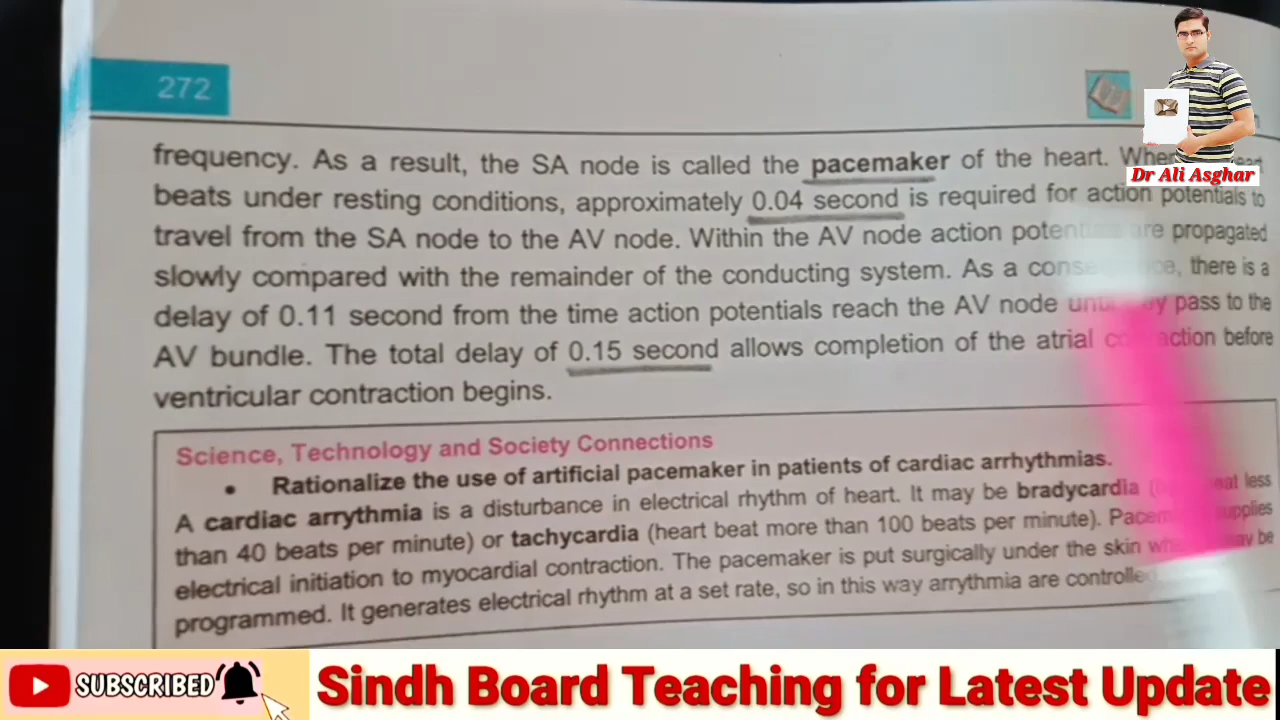 272
frequency. As a result, the SA node is called the pacemaker of the heart.
beats under resting conditions, approximately 0.04 second is required for action potentials to
travel from the SA node to the AV node. Within the AV node action are propagated
slowly compared with the remainder of the conducting system. As a there is a
delay of 0.11 second from the time action potentials reach the AV node pass to the
AV bundle. The total delay of 0.15 second allows completion of the atrial before
ventricular contraction begins.
Science, Technology and Society Connections
• Rationalize the use of artificial pacemaker in patients of cardiac arrhythmias.
A cardiac arrythmia is a disturbance in electrical rhythm of heart. It may be bradycardia less
than 40 beats per minute) or tachycardia (heart beat more than 100 beats per minute). supplies
electrical initiation to myocardial contraction. The pacemaker is put surgically under the skin be
programmed. It generates electrical rhythm at a set rate, so in this way arrythmia are
Dr Ali Asghar
SUBSCRIBED
Sindh Board Teaching for Latest Update